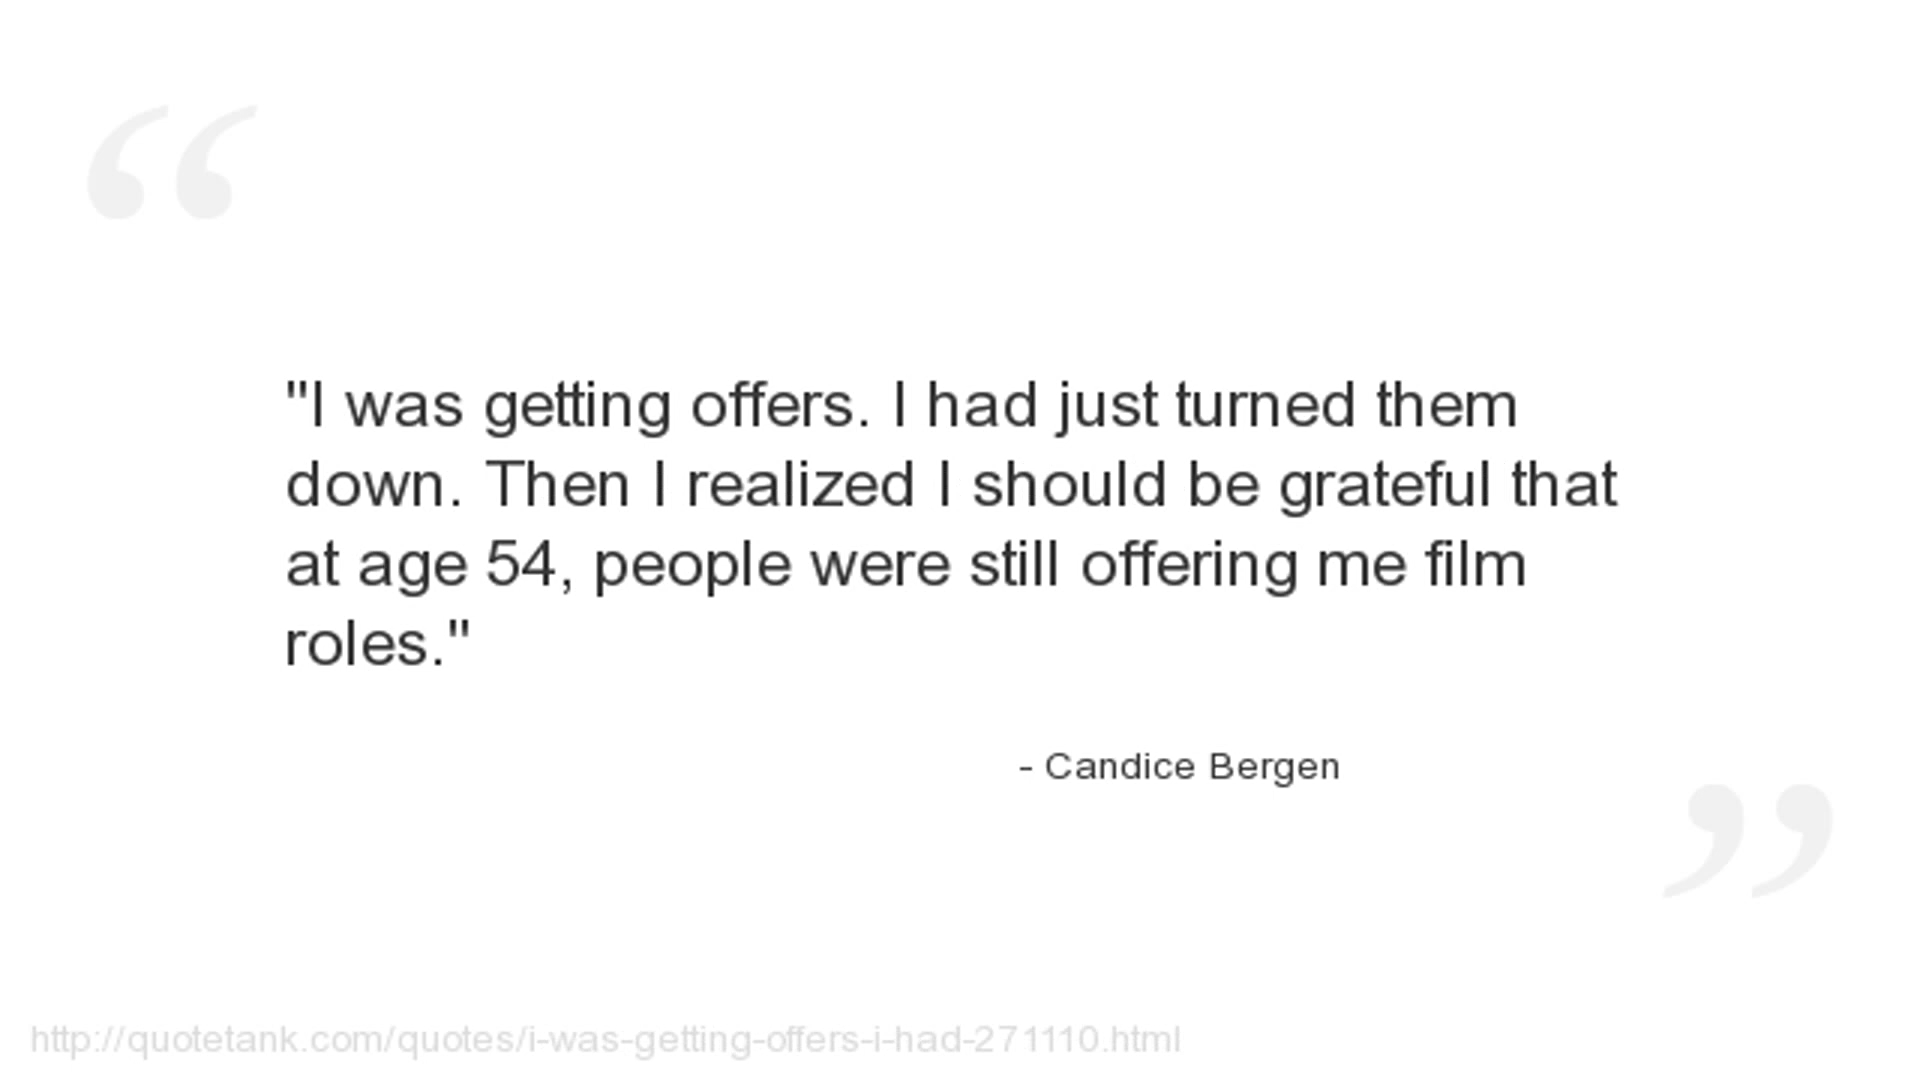 "I was getting offers. I had just turned them
down. Then I realized I should be grateful that
at age 54, people were still offering me film
roles."
- Candice Bergen
http://quotetank.com/quotes/i-was-getting-offers-i-had-271110.html